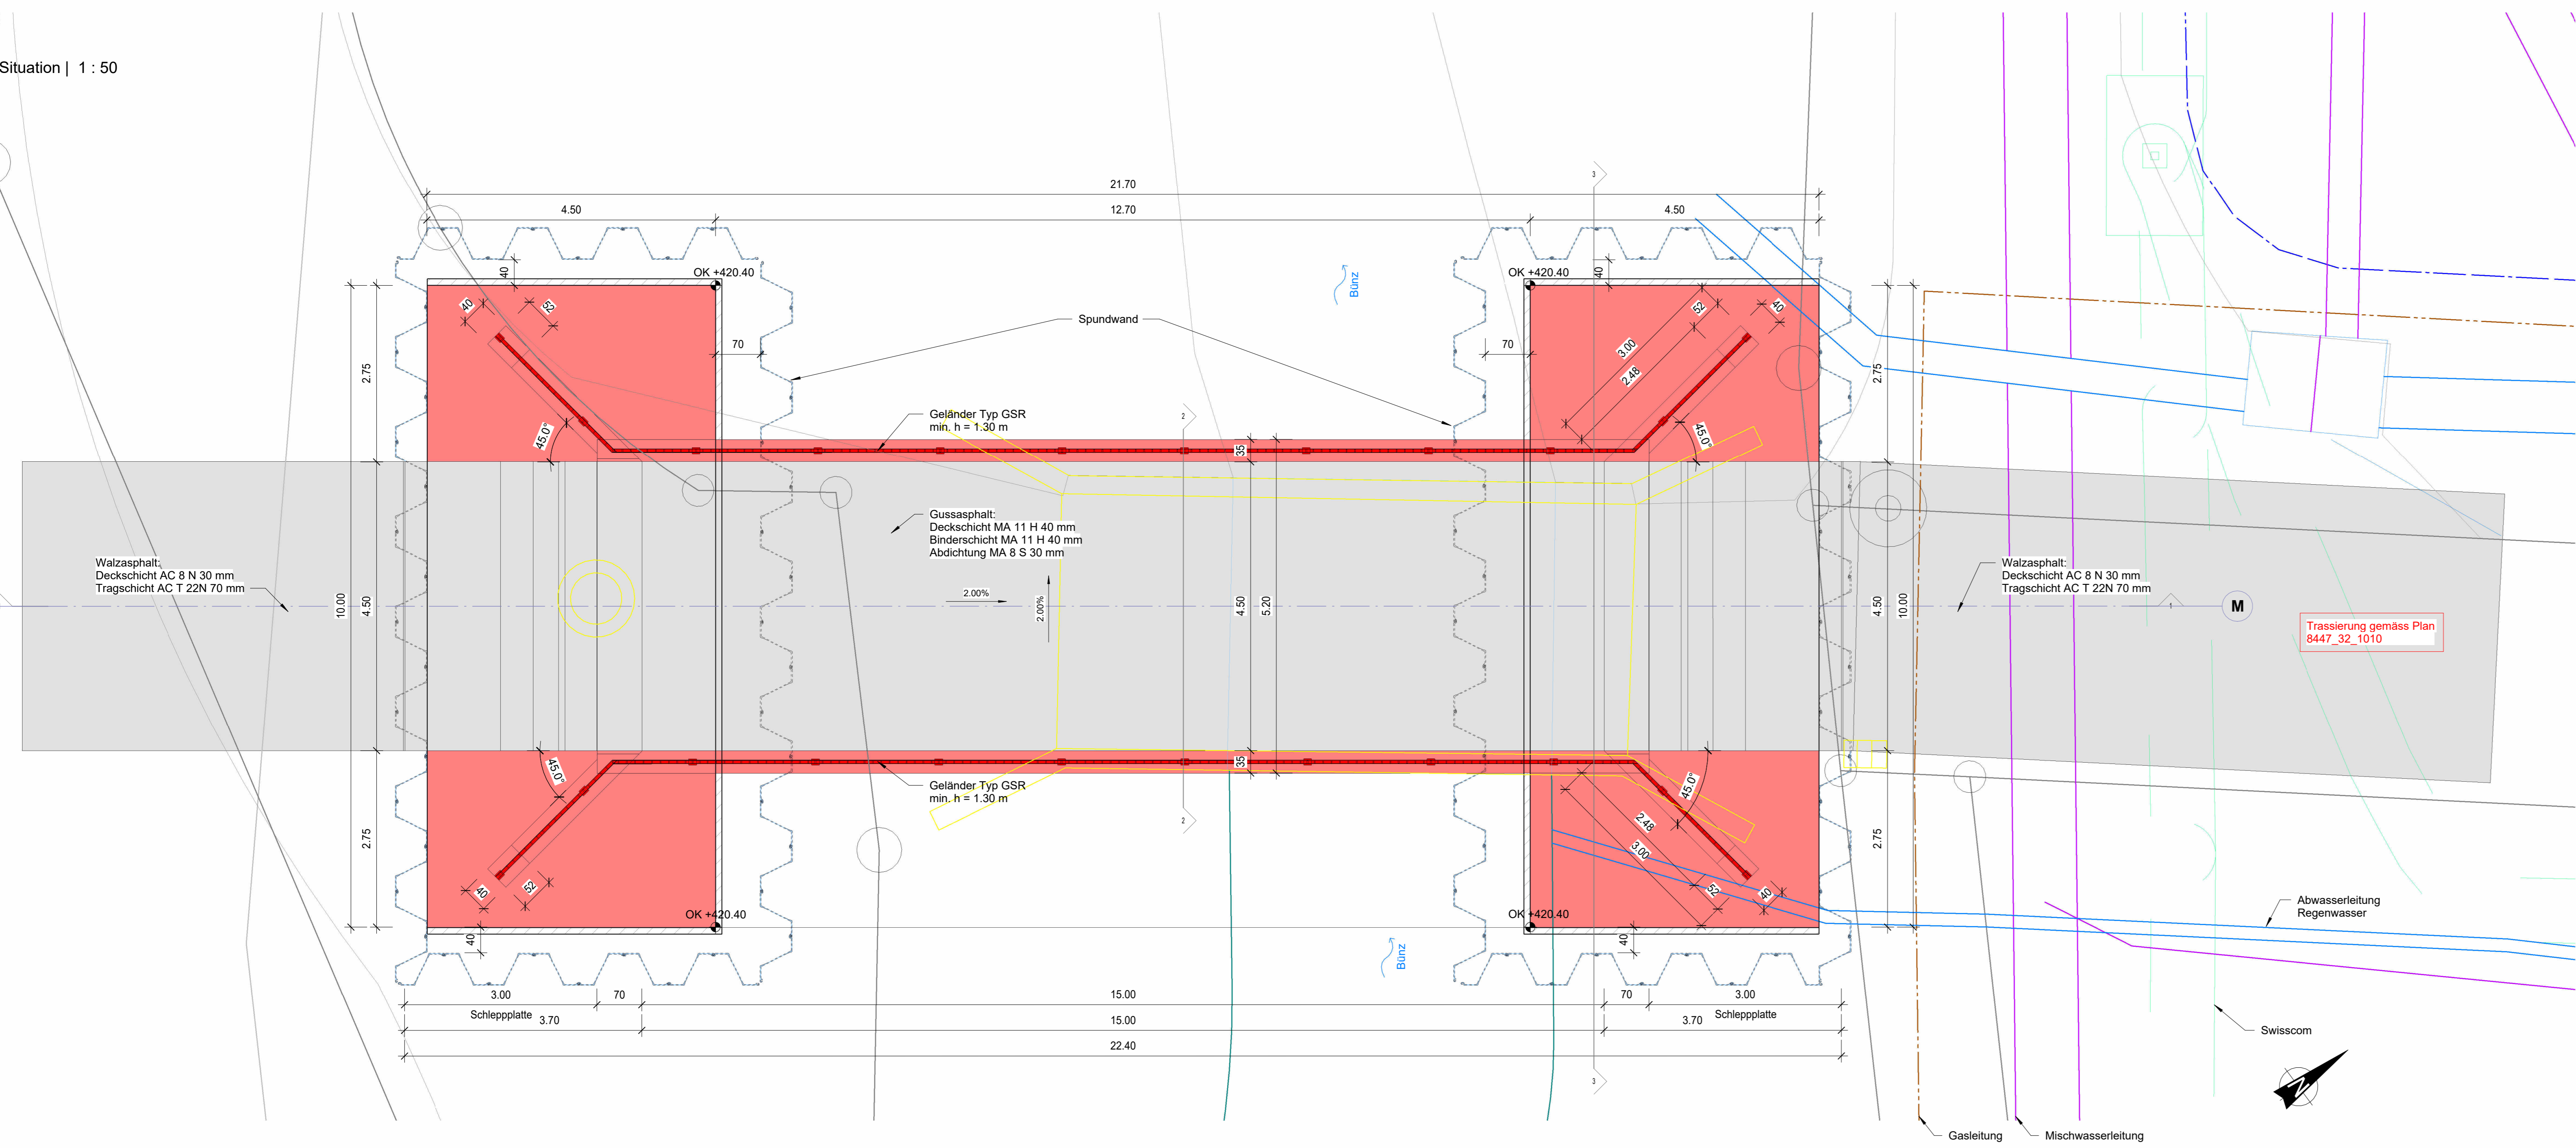 Situation | 1 : 50
21.70
4.50
12.70
4.50
3
40
OK +420.40
OK +420.40
40
Bünz
Spundwand
40
52
52
40
70
70
3.00
2.48
2.75
2.75
45.0°
Geländer Typ GSR
min. h = 1.30 m
2
35
45.0°
Gussasphalt:
Deckschicht MA 11 H 40 mm
Binderschicht MA 11 H 40 mm
Abdichtung MA 8 S 30 mm
Walzasphalt:
Deckschicht AC 8 N 30 mm
Tragschicht AC T 22N 70 mm
Walzasphalt:
Deckschicht AC 8 N 30 mm
Tragschicht AC T 22N 70 mm
10.00
4.50
2.00%
2.00%
4.50
5.20
4.50
10.00
1
M
Trassierung gemäss Plan
8447_32_1010
45.0°
35
45.0°
Geländer Typ GSR
min. h = 1.30 m
2
2.75
2.48
3.00
2.75
40
52
52
40
OK +420.40
OK +420.40
40
40
Bünz
Abwasserleitung
Regenwasser
3.00
70
15.00
70
3.00
Schleppplatte
Schleppplatte
3.70
15.00
3.70
22.40
Swisscom
3
N
Gasleitung
Mischwasserleitung